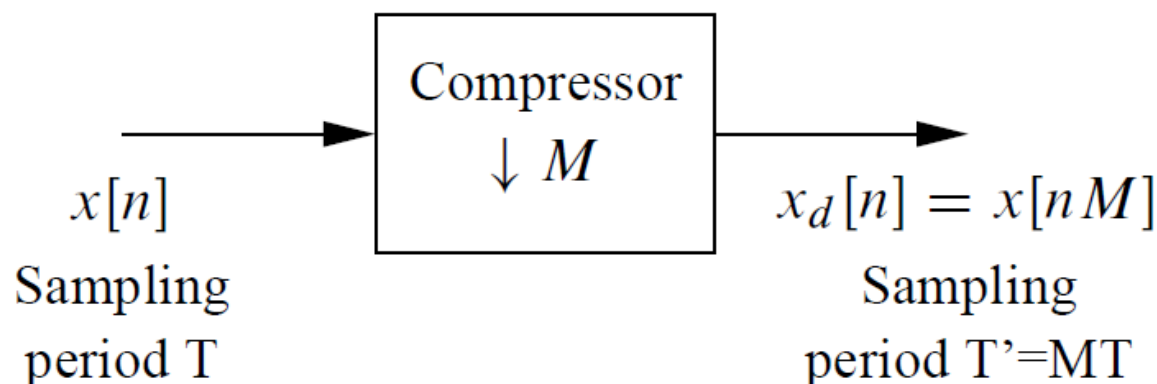 Compressor
↓ M
x[n]
Sampling
period T
x_d[n] = x[nM]
Sampling
period T’=MT